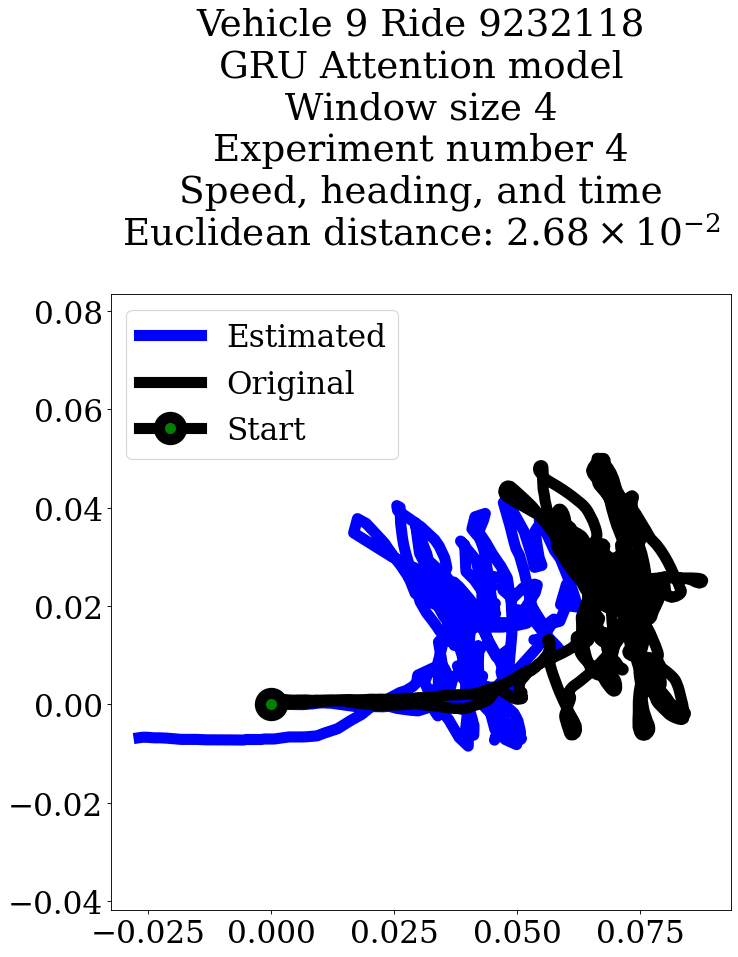 Vehicle 9 Ride 9232118
GRU Attention model
Window size 4
Experiment number 4
Speed, heading, and time
Euclidean distance: 2.68 × 10⁻²
0.08
Estimated
Original
Start
0.06
0.04
0.02
0.00
−0.02
−0.04
−0.025 0.000 0.025 0.050 0.075